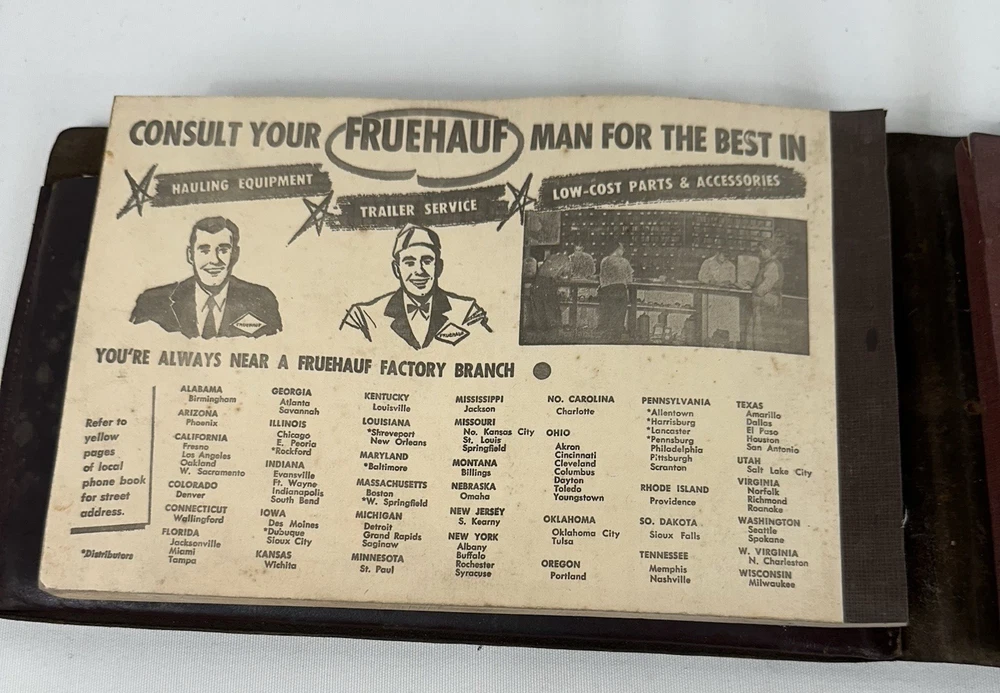 CONSULT YOUR FRUEHAUF MAN FOR THE BEST IN
HAULING EQUIPMENT
TRAILER SERVICE
LOW-COST PARTS & ACCESSORIES
FRUEHAUF
FRUEHAUF
YOU'RE ALWAYS NEAR A FRUEHAUF FACTORY BRANCH
Refer to
yellow
pages
of local
phone book
for street
address.
*Distributors
ALABAMA
Birmingham
ARIZONA
Phoenix
CALIFORNIA
Fresno
Los Angeles
Oakland
W. Sacramento
COLORADO
Denver
CONNECTICUT
Wallingford
FLORIDA
Jacksonville
Miami
Tampa
GEORGIA
Atlanta
Savannah
ILLINOIS
Chicago
E. Peoria
*Rockford
INDIANA
Evansville
Ft. Wayne
Indianapolis
South Bend
IOWA
Des Moines
*Dubuque
Sioux City
KANSAS
Wichita
KENTUCKY
Louisville
LOUISIANA
*Shreveport
New Orleans
MARYLAND
*Baltimore
MASSACHUSETTS
Boston
*W. Springfield
MICHIGAN
Detroit
Grand Rapids
Saginaw
MINNESOTA
St. Paul
MISSISSIPPI
Jackson
MISSOURI
No. Kansas City
St. Louis
Springfield
MONTANA
Billings
NEBRASKA
Omaha
NEW JERSEY
S. Kearny
NEW YORK
Albany
Buffalo
Rochester
Syracuse
NO. CAROLINA
Charlotte
OHIO
Akron
Cincinnati
Cleveland
Columbus
Dayton
Toledo
Youngstown
OKLAHOMA
Oklahoma City
Tulsa
OREGON
Portland
PENNSYLVANIA
*Allentown
*Harrisburg
*Lancaster
*Pennsburg
Philadelphia
Pittsburgh
Scranton
RHODE ISLAND
Providence
SO. DAKOTA
Sioux Falls
TENNESSEE
Memphis
Nashville
TEXAS
Amarillo
Dallas
El Paso
Houston
San Antonio
UTAH
Salt Lake City
VIRGINIA
Norfolk
Richmond
Roanoke
WASHINGTON
Seattle
Spokane
W. VIRGINIA
N. Charleston
WISCONSIN
Milwaukee